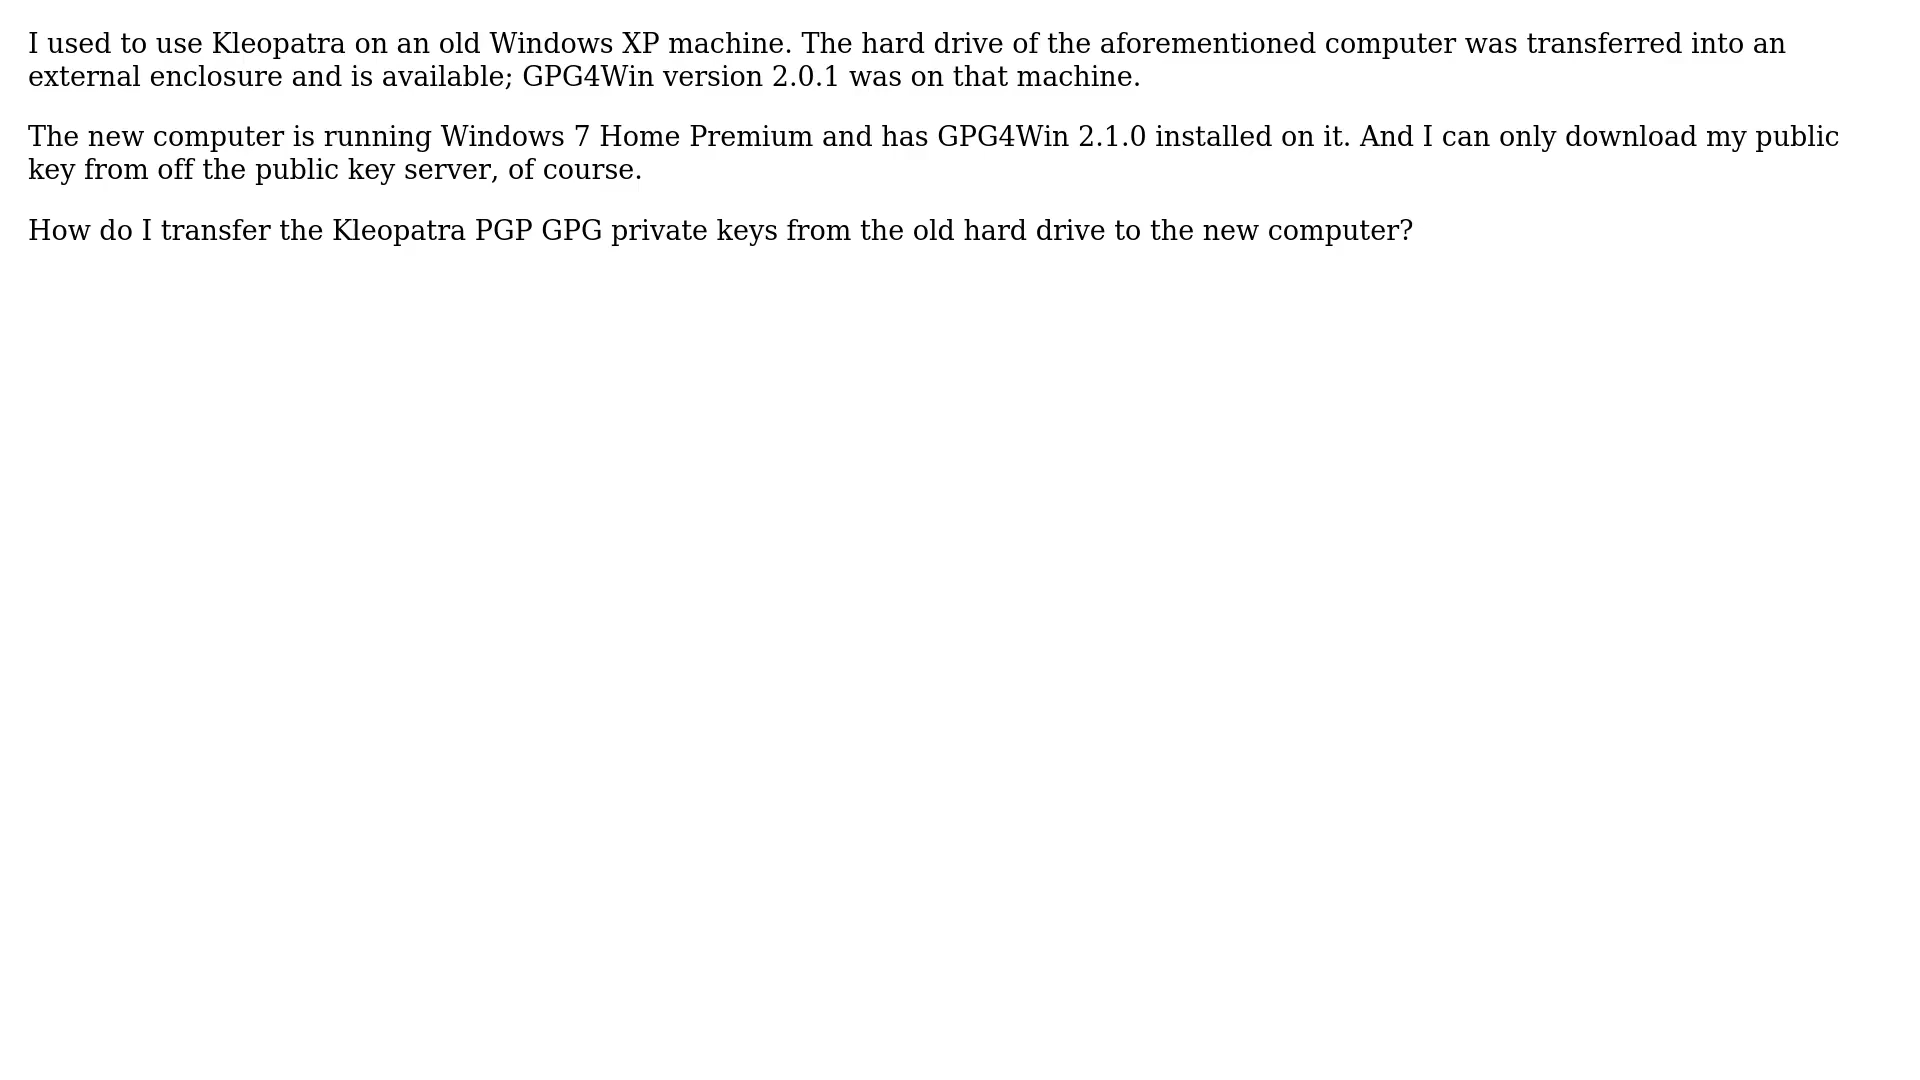 I used to use Kleopatra on an old Windows XP machine. The hard drive of the aforementioned computer was transferred into an
external enclosure and is available; GPG4Win version 2.0.1 was on that machine.
The new computer is running Windows 7 Home Premium and has GPG4Win 2.1.0 installed on it. And I can only download my public
key from off the public key server, of course.
How do I transfer the Kleopatra PGP GPG private keys from the old hard drive to the new computer?